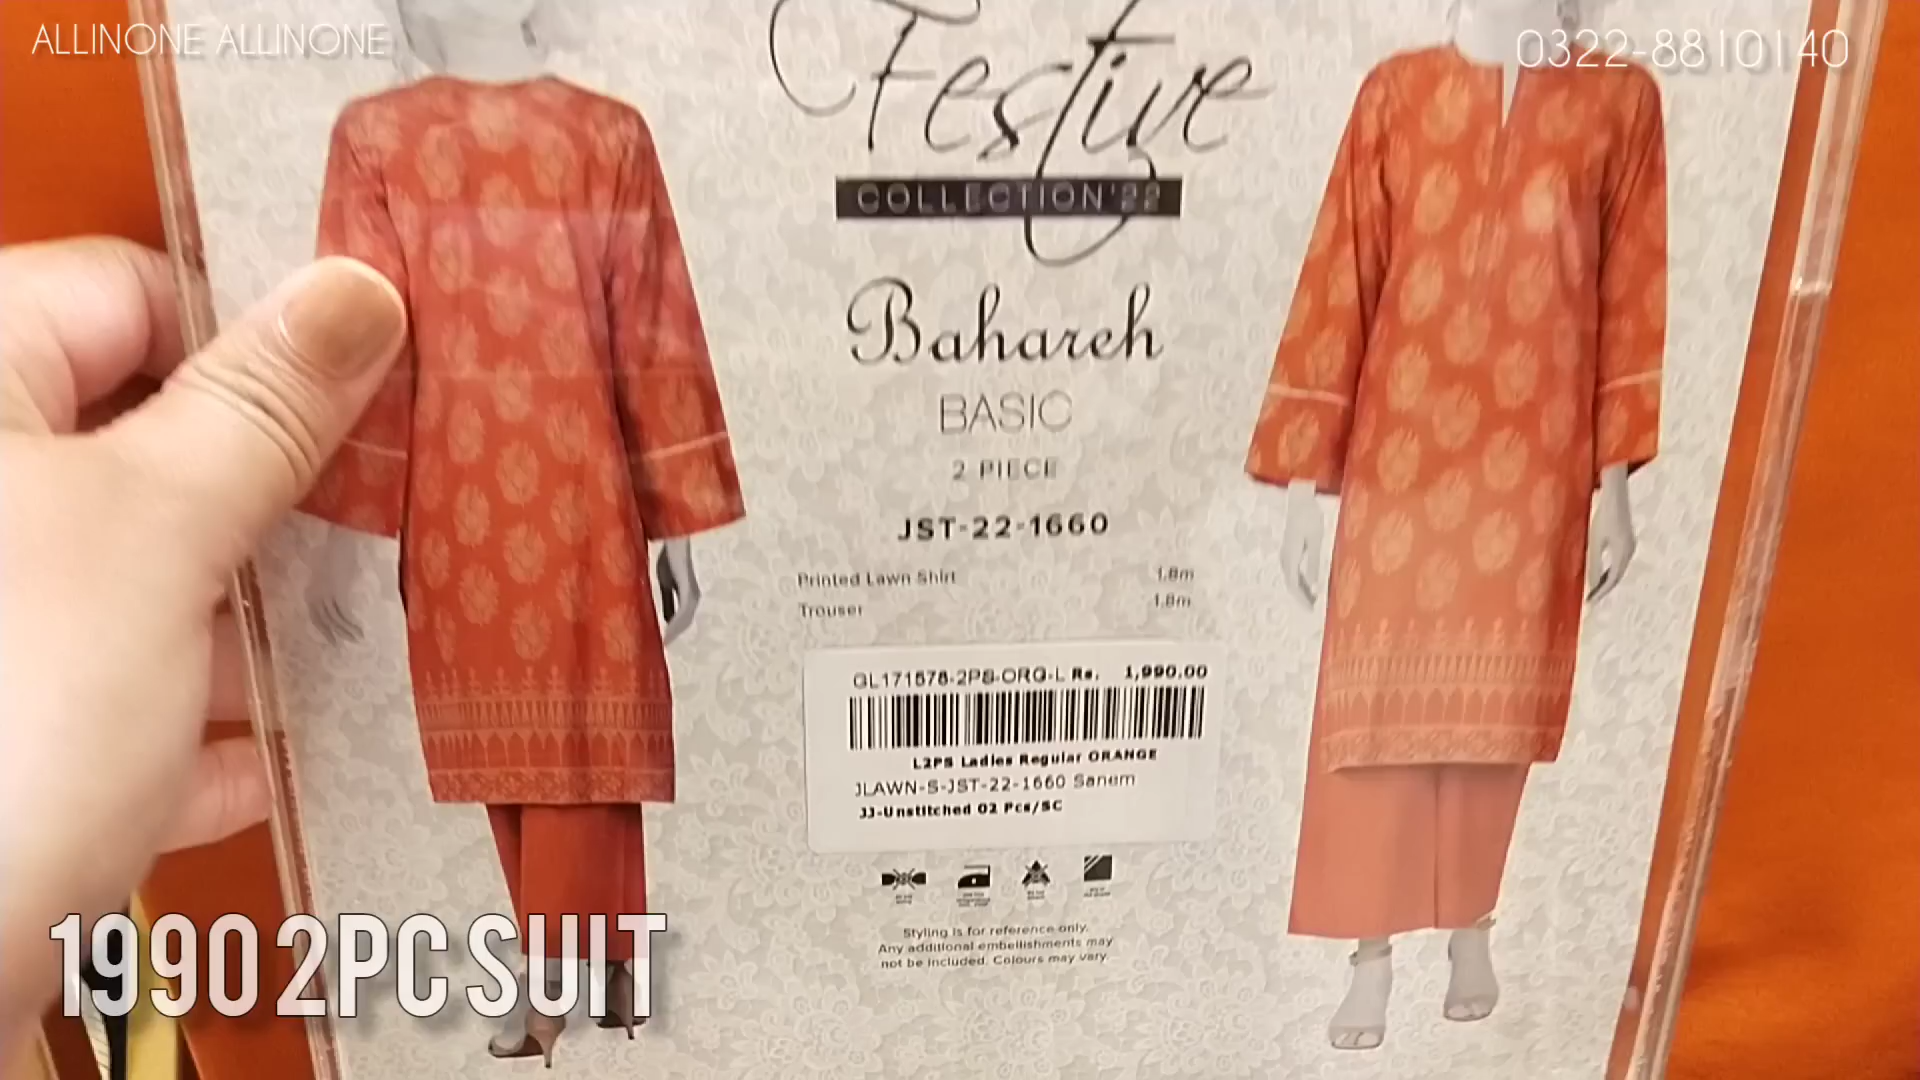 ALLINONE ALLINONE
0322-8810140
Festive
COLLECTION'22
Bahareh
BASIC
2 PIECE
JST-22-1660
Printed Lawn Shirt 1.8m
Trouser 1.8m
GL171578-2PS-ORG-L Rs. 1,990.00
L2PS Ladies Regular ORANGE
JLAWN-S-JST-22-1660 Sanem
JJ-Unstitched 02 Pcs/SC
Styling is for reference only.
Any additional embellishments may
not be included. Colours may vary.
19902PC SUIT